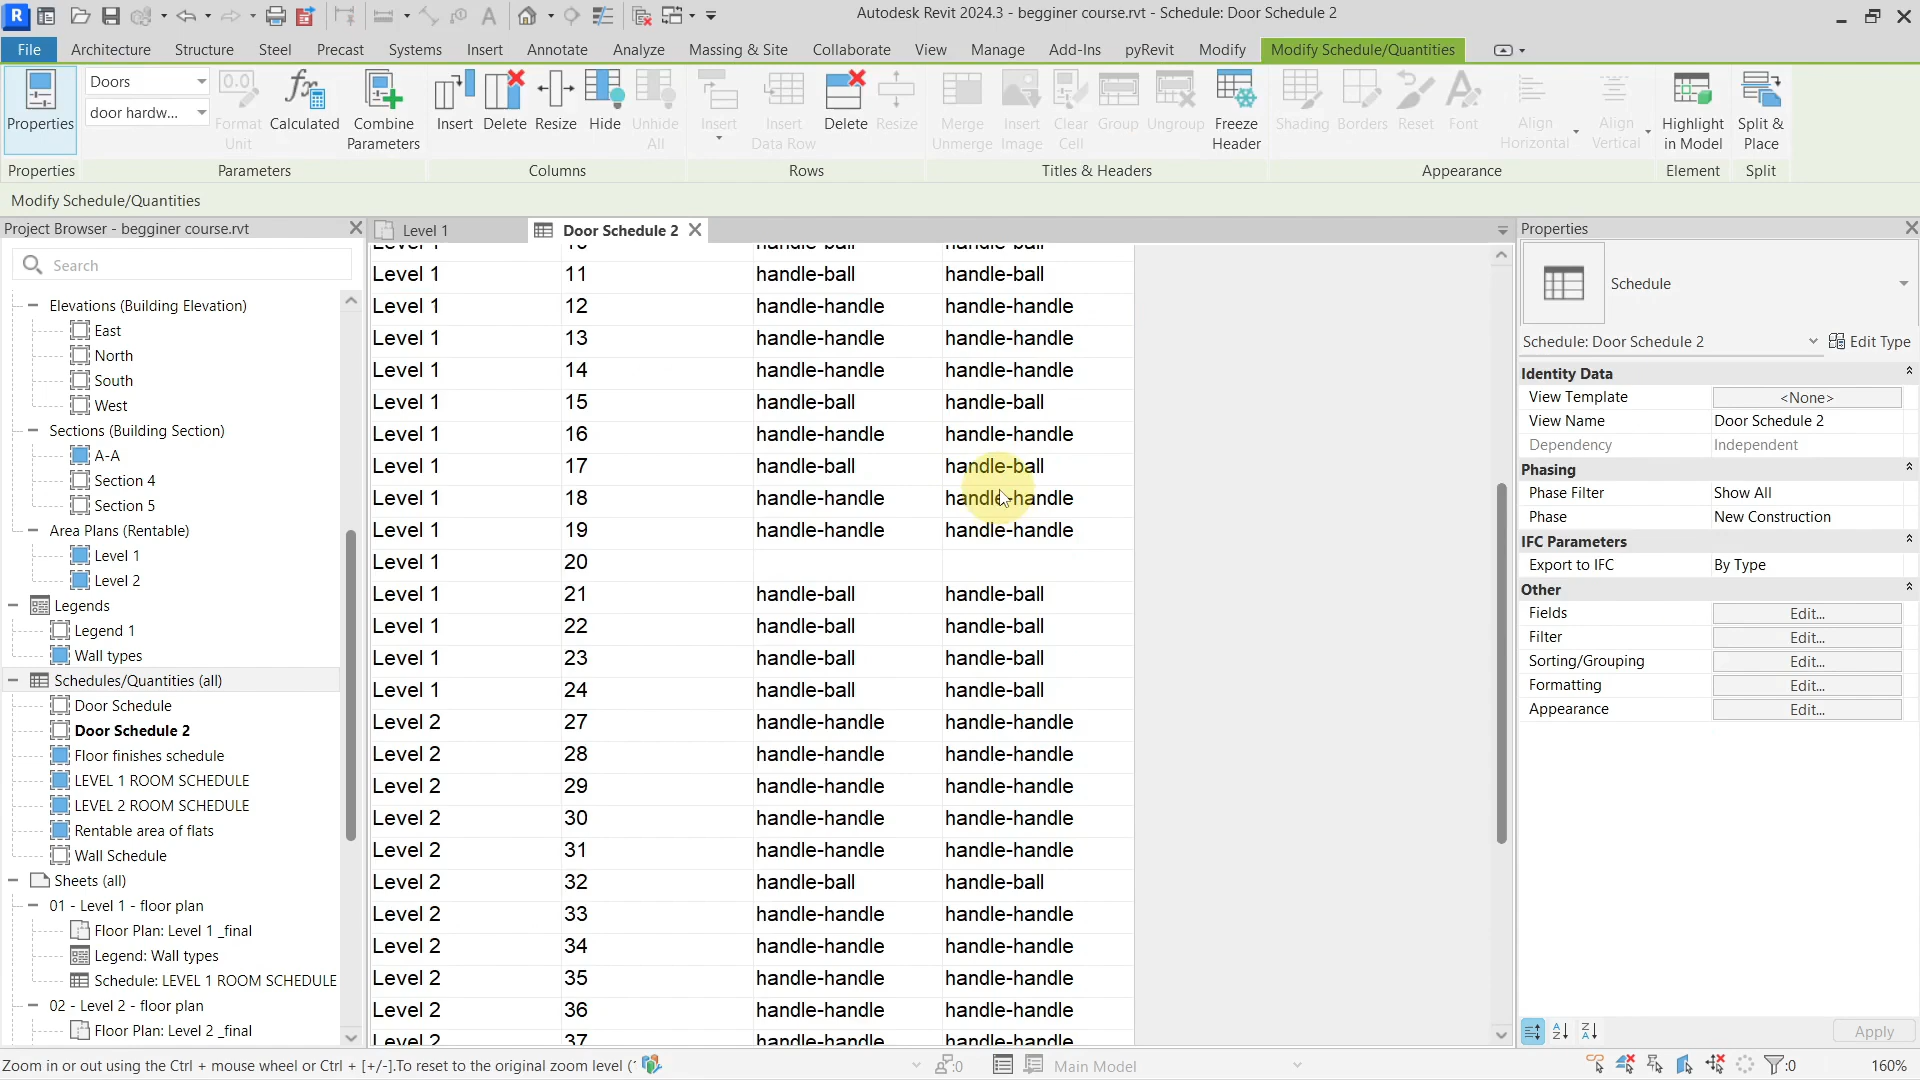 Autodesk Revit 2024.3 - begginer course.rvt - Schedule: Door Schedule 2
File Architecture Structure Steel Precast Systems Insert Annotate Analyze Massing & Site Collaborate View Manage Add-Ins pyRevit Modify Modify Schedule/Quantities
Doors
door hardw...
Properties
Format Unit
Calculated
Combine Parameters
Insert
Delete
Resize
Hide
Unhide All
Insert
Insert Data Row
Delete
Resize
Merge Unmerge
Insert Image
Clear Cell
Group
Ungroup
Freeze Header
Shading
Borders
Reset
Font
Align Horizontal
Align Vertical
Highlight in Model
Split & Place
Properties Parameters Columns Rows Titles & Headers Appearance Element Split
Modify Schedule/Quantities
Project Browser - begginer course.rvt
Search
Elevations (Building Elevation)
East
North
South
West
Sections (Building Section)
A-A
Section 4
Section 5
Area Plans (Rentable)
Level 1
Level 2
Legends
Legend 1
Wall types
Schedules/Quantities (all)
Door Schedule
Door Schedule 2
Floor finishes schedule
LEVEL 1 ROOM SCHEDULE
LEVEL 2 ROOM SCHEDULE
Rentable area of flats
Wall Schedule
Sheets (all)
01 - Level 1 - floor plan
Floor Plan: Level 1 _final
Legend: Wall types
Schedule: LEVEL 1 ROOM SCHEDULE
02 - Level 2 - floor plan
Floor Plan: Level 2 _final
Level 1
Door Schedule 2
Level 1 10 handle-ball handle-ball
Level 1 11 handle-ball handle-ball
Level 1 12 handle-handle handle-handle
Level 1 13 handle-handle handle-handle
Level 1 14 handle-handle handle-handle
Level 1 15 handle-ball handle-ball
Level 1 16 handle-handle handle-handle
Level 1 17 handle-ball handle-ball
Level 1 18 handle-handle handle-handle
Level 1 19 handle-handle handle-handle
Level 1 20
Level 1 21 handle-ball handle-ball
Level 1 22 handle-ball handle-ball
Level 1 23 handle-ball handle-ball
Level 1 24 handle-ball handle-ball
Level 2 27 handle-handle handle-handle
Level 2 28 handle-handle handle-handle
Level 2 29 handle-handle handle-handle
Level 2 30 handle-handle handle-handle
Level 2 31 handle-handle handle-handle
Level 2 32 handle-ball handle-ball
Level 2 33 handle-handle handle-handle
Level 2 34 handle-handle handle-handle
Level 2 35 handle-handle handle-handle
Level 2 36 handle-handle handle-handle
Level 2 37 handle-handle handle-handle
Properties
Schedule
Schedule: Door Schedule 2 Edit Type
Identity Data
View Template <None>
View Name Door Schedule 2
Dependency Independent
Phasing
Phase Filter Show All
Phase New Construction
IFC Parameters
Export to IFC By Type
Other
Fields Edit...
Filter Edit...
Sorting/Grouping Edit...
Formatting Edit...
Appearance Edit...
Apply
Zoom in or out using the Ctrl + mouse wheel or Ctrl + [+/-].To reset to the original zoom level (' :0 Main Model :0 160%